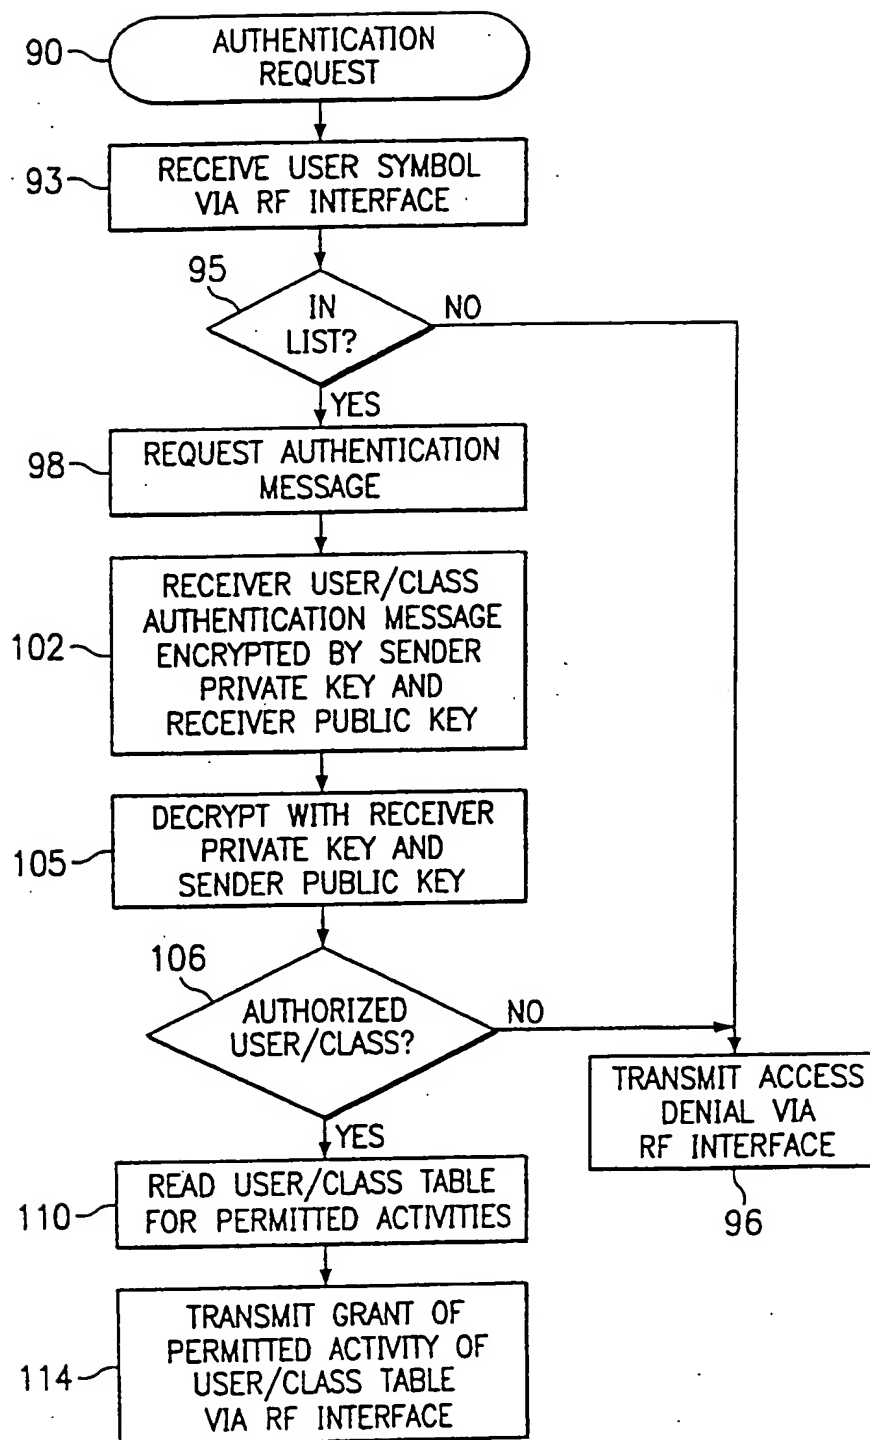 90
AUTHENTICATION
REQUEST
93
RECEIVE USER SYMBOL
VIA RF INTERFACE
95
IN
LIST?
NO
YES
98
REQUEST AUTHENTICATION
MESSAGE
102
RECEIVER USER/CLASS
AUTHENTICATION MESSAGE
ENCRYPTED BY SENDER
PRIVATE KEY AND
RECEIVER PUBLIC KEY
105
DECRYPT WITH RECEIVER
PRIVATE KEY AND
SENDER PUBLIC KEY
106
AUTHORIZED
USER/CLASS?
NO
YES
TRANSMIT ACCESS
DENIAL VIA
RF INTERFACE
96
110
READ USER/CLASS TABLE
FOR PERMITTED ACTIVITIES
114
TRANSMIT GRANT OF
PERMITTED ACTIVITY OF
USER/CLASS TABLE
VIA RF INTERFACE